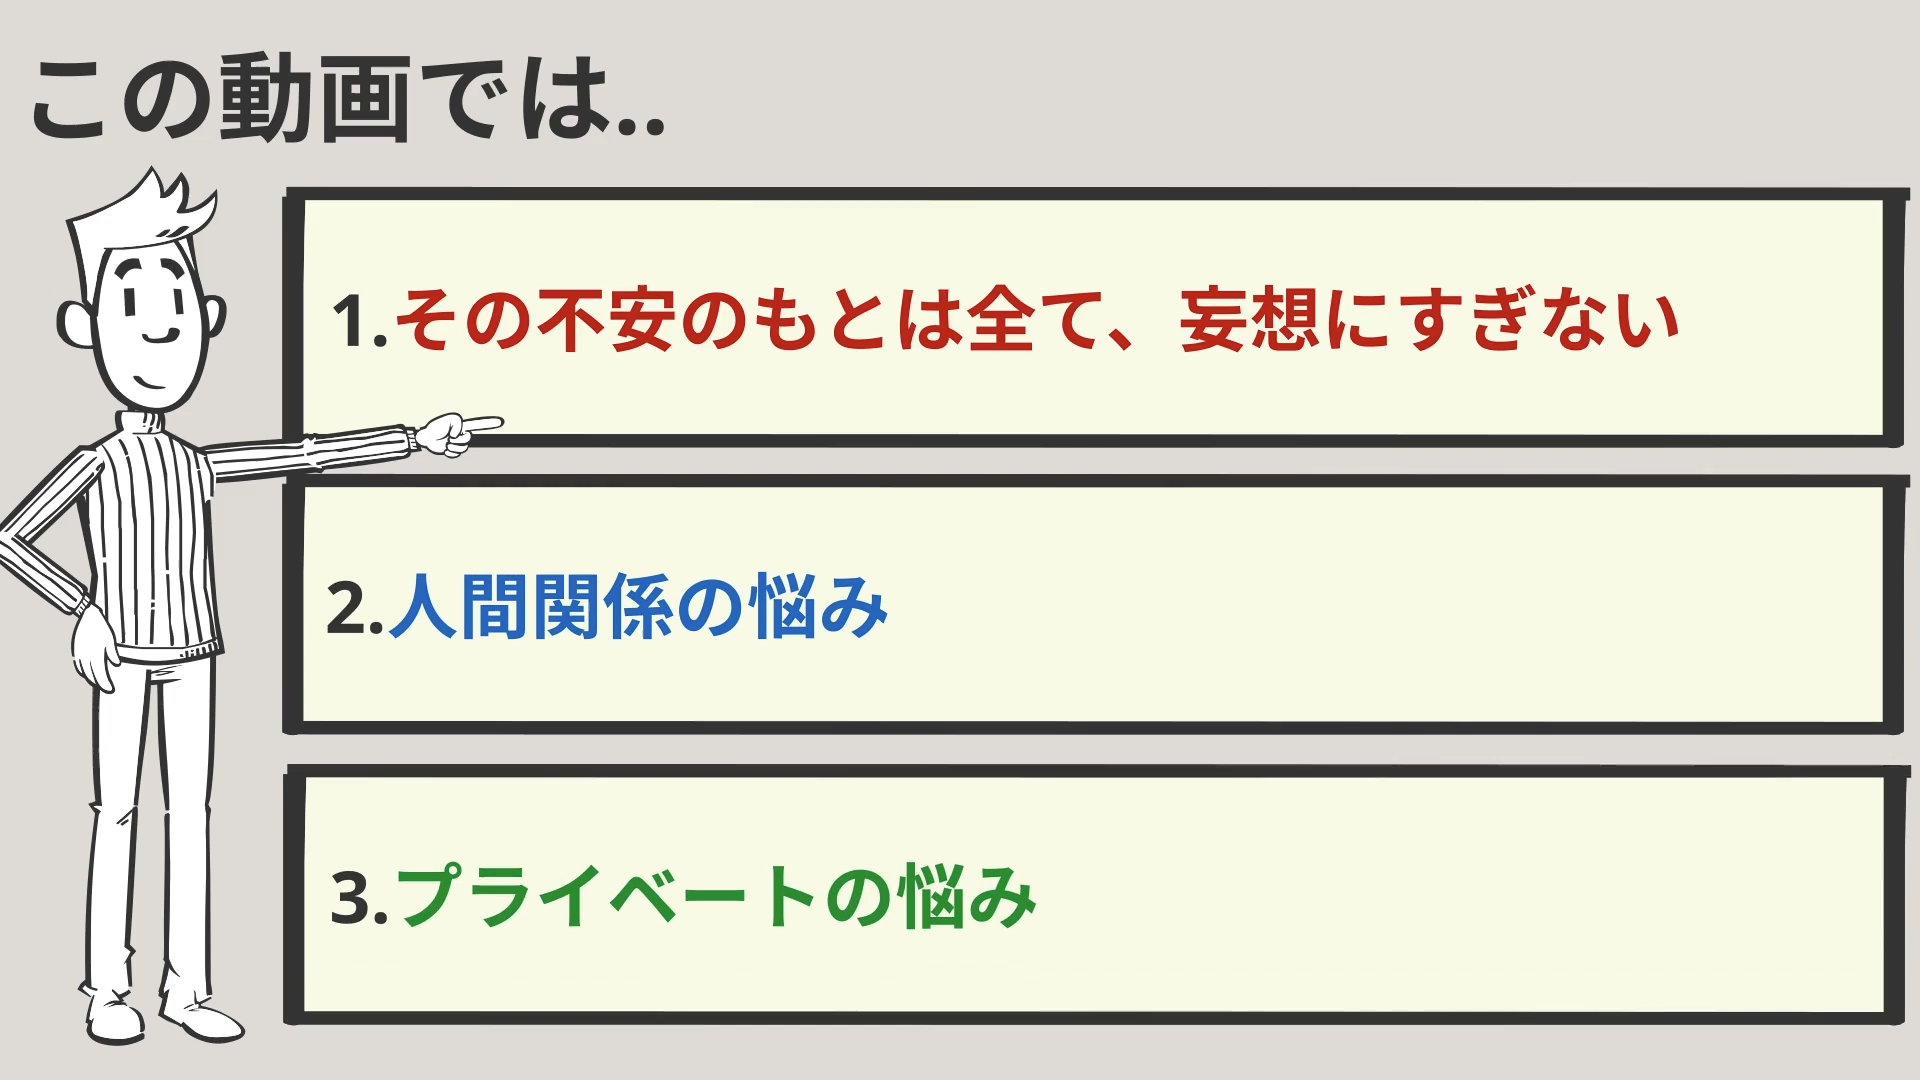 この動画では..
1.その不安のもとは全て、妄想にすぎない
2.人間関係の悩み
3.プライベートの悩み